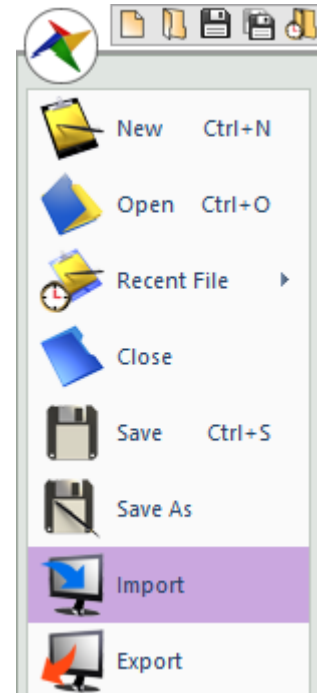 New Ctrl+N
Open Ctrl+O
Recent File
Close
Save Ctrl+S
Save As
Import
Export